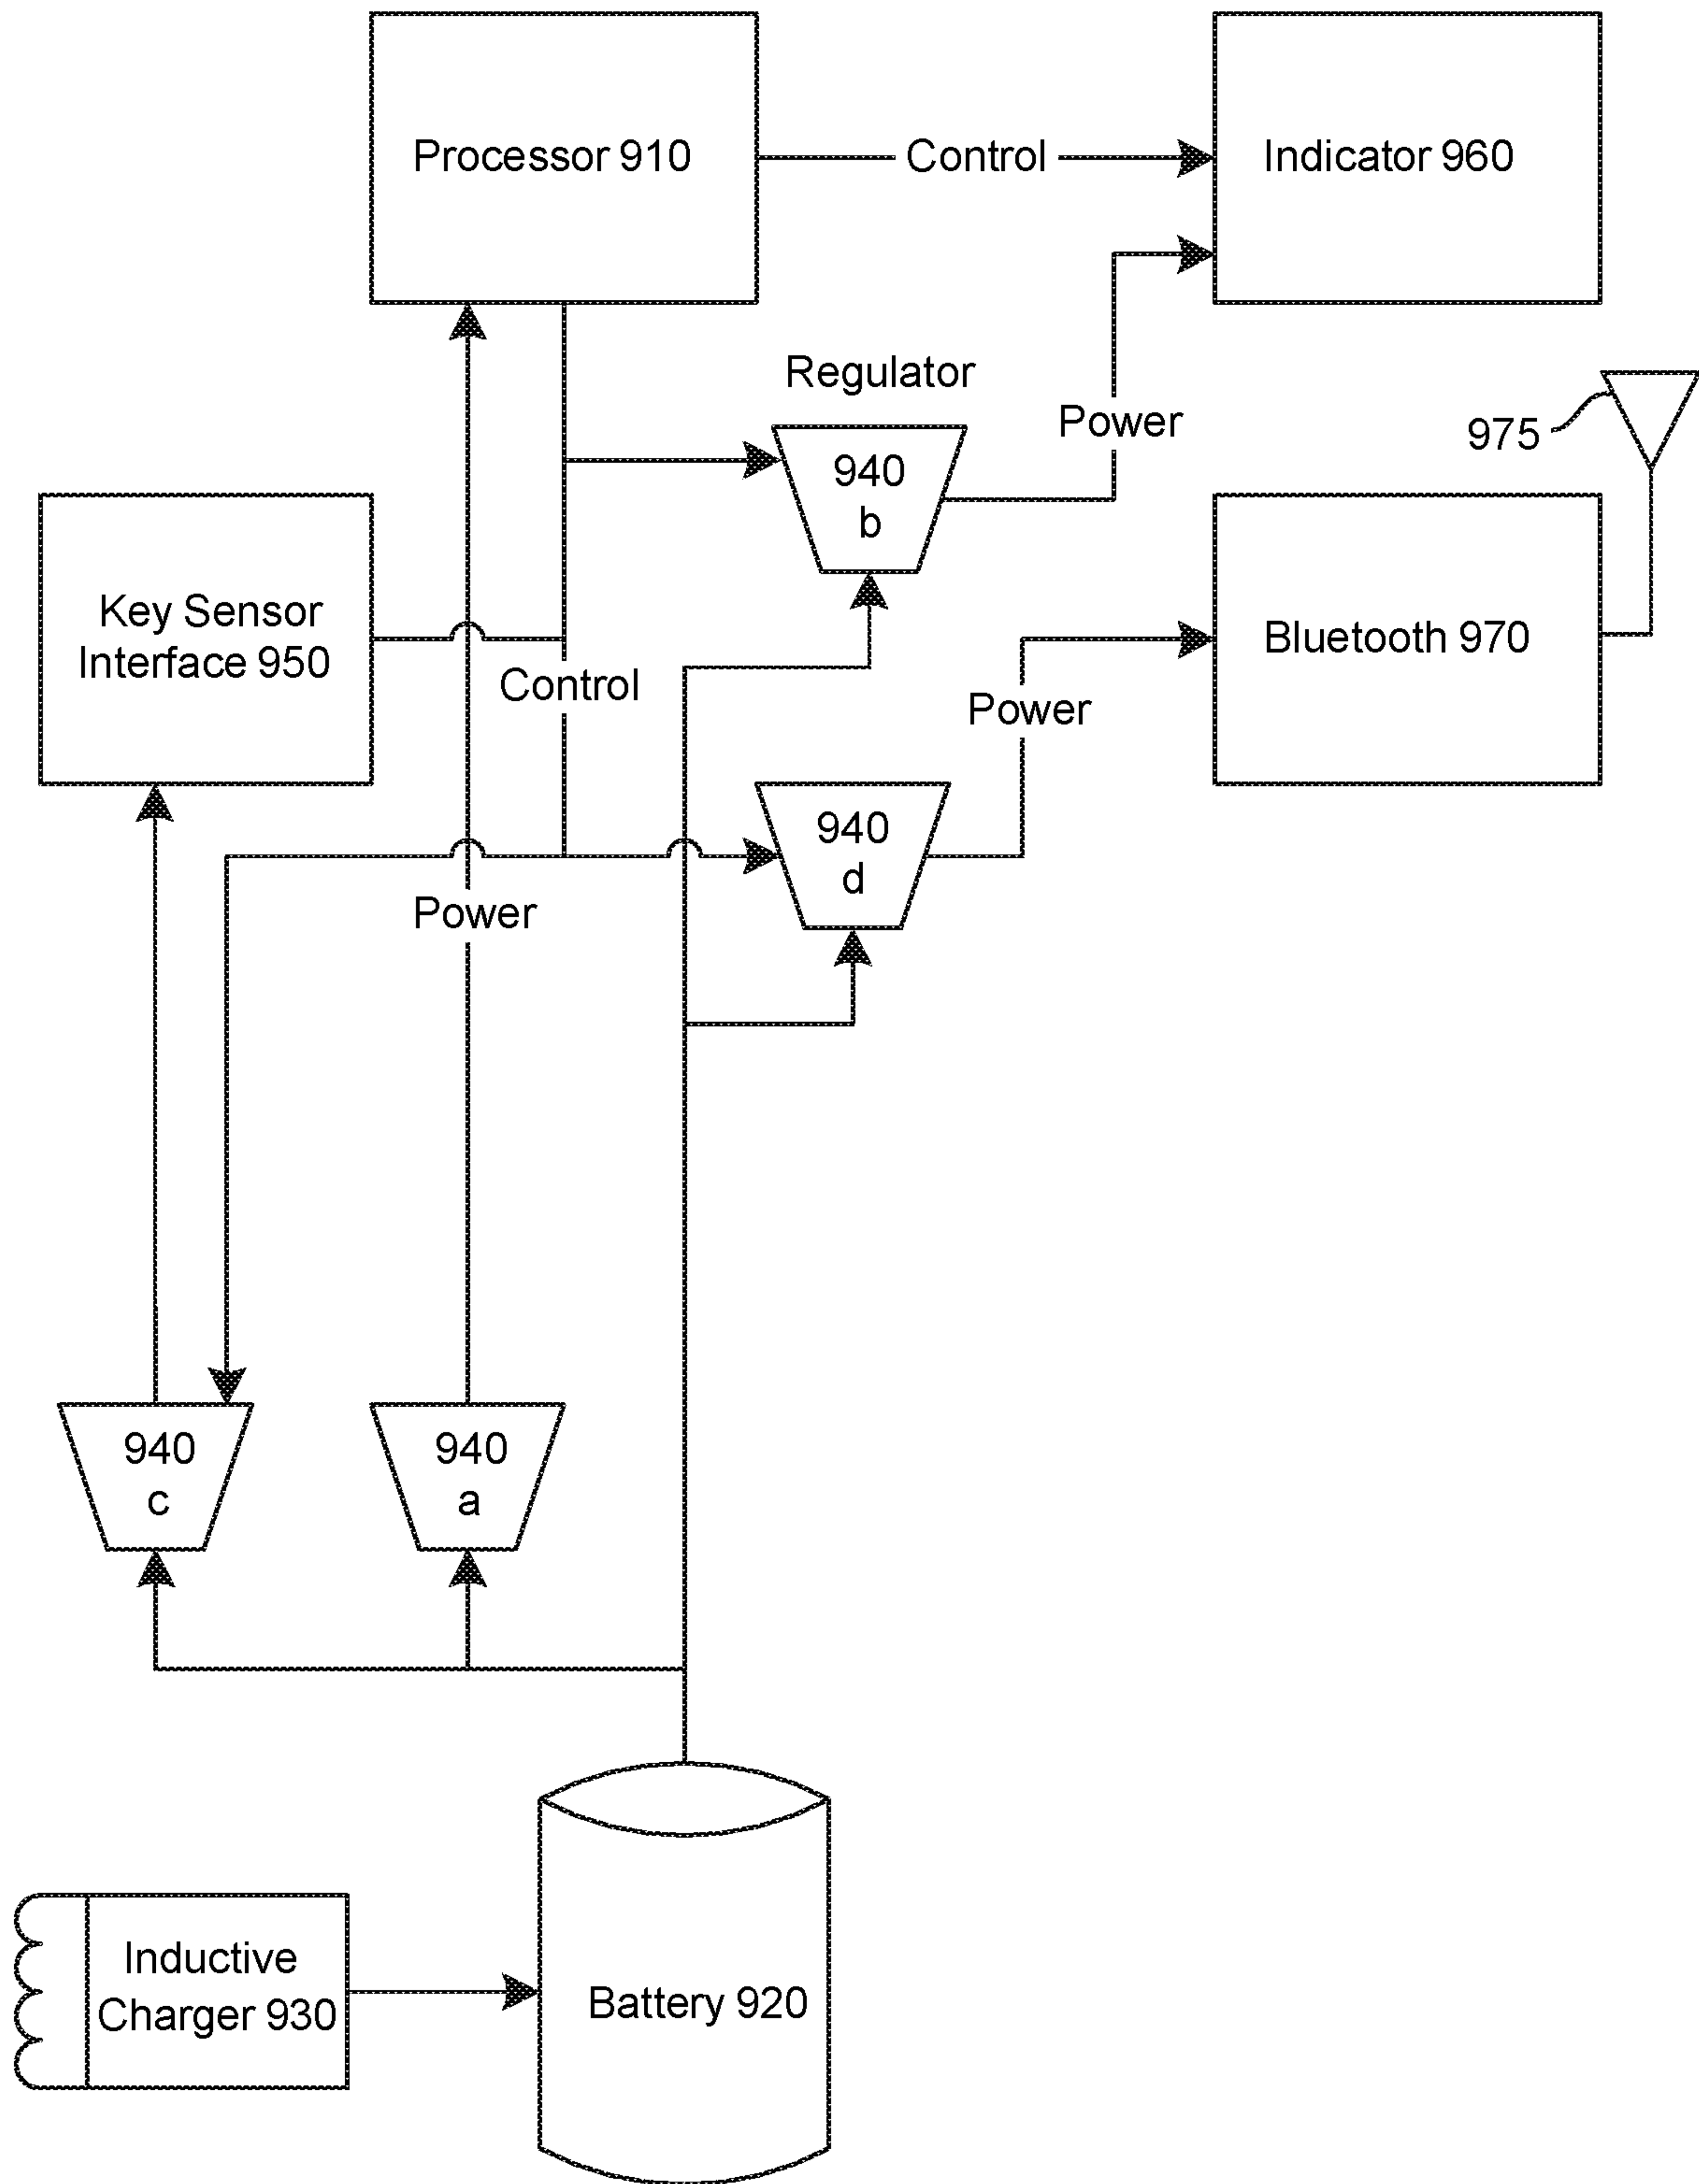 Processor 910
Control
Indicator 960
Regulator
940
b
Power
975
Key Sensor
Interface 950
Control
Bluetooth 970
Power
940
d
Power
940
c
940
a
Inductive
Charger 930
Battery 920